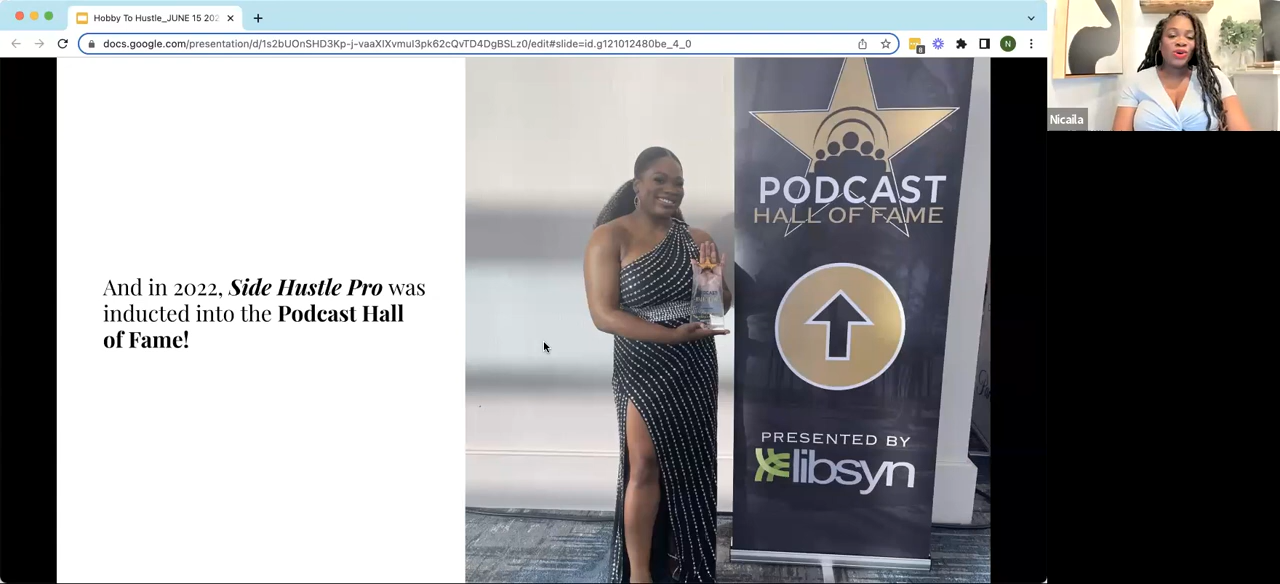 Hobby To Hustle_JUNE 15 202
docs.google.com/presentation/d/1s2bUOnSHD3Kp-j-vaaXIXvmuI3pk62cQvTD4DgBSLz0/edit#slide=id.g121012480be_4_0
8
N
Nicaila
And in 2022, Side Hustle Pro was
inducted into the Podcast Hall
of Fame!
PODCAST
HALL OF FAME
PRESENTED BY
libsyn